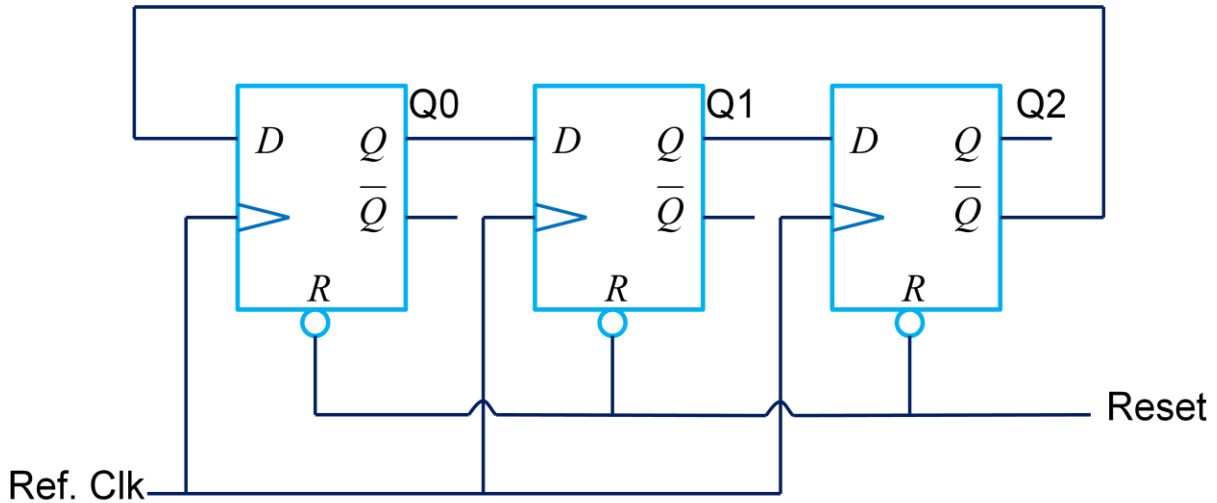 Q0 Q1 Q2
D Q D Q D Q
Q̅ Q̅ Q̅
R R R
Reset
Ref. Clk